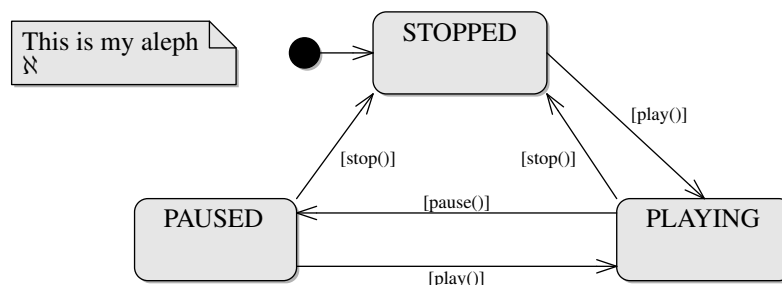 This is my aleph
ℵ
STOPPED
[play()]
[stop()]
[stop()]
PAUSED
[pause()]
PLAYING
[play()]